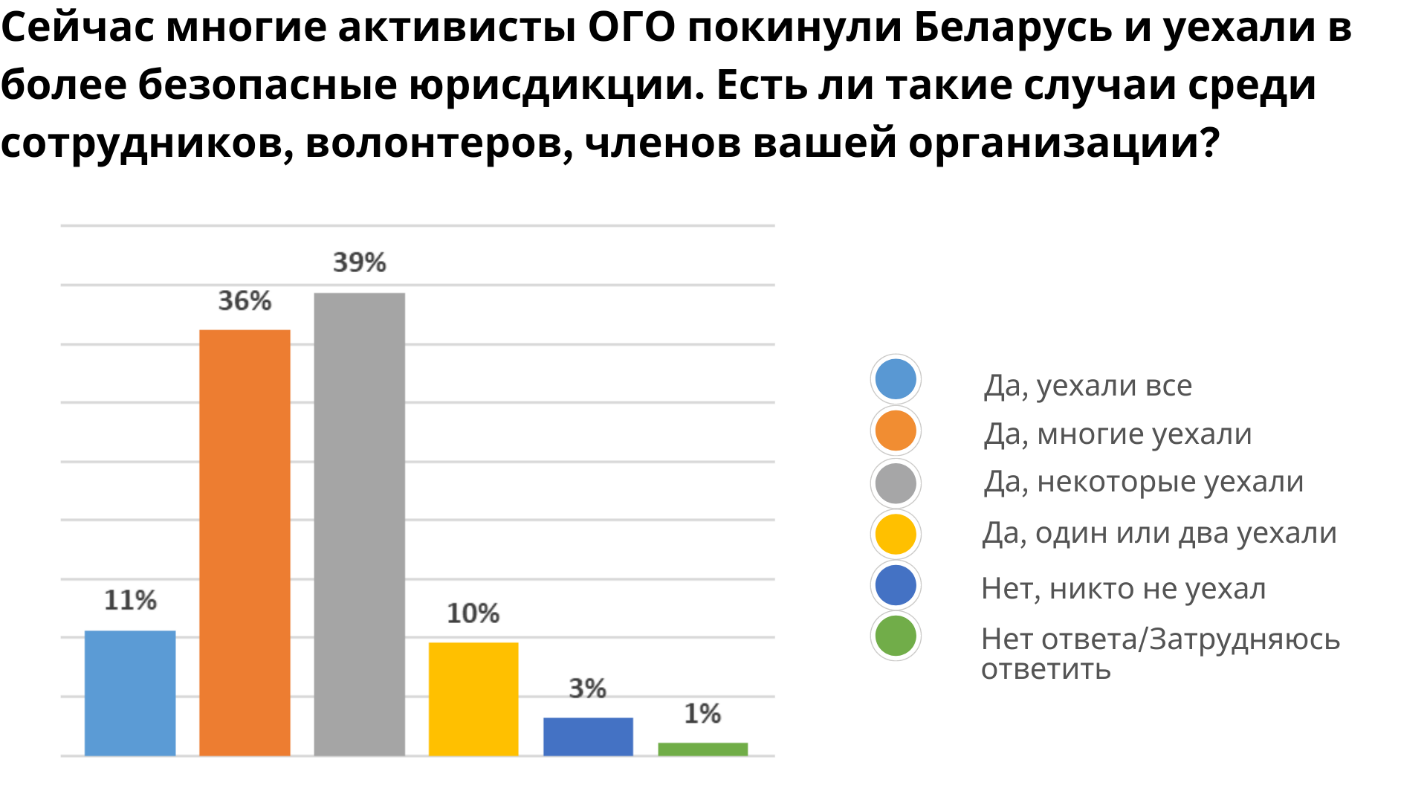 Сейчас многие активисты ОГО покинули Беларусь и уехали в
более безопасные юрисдикции. Есть ли такие случаи среди
сотрудников, волонтеров, членов вашей организации?
39%
36%
11%
10%
3%
1%
Да, уехали все
Да, многие уехали
Да, некоторые уехали
Да, один или два уехали
Нет, никто не уехал
Нет ответа/Затрудняюсь
ответить